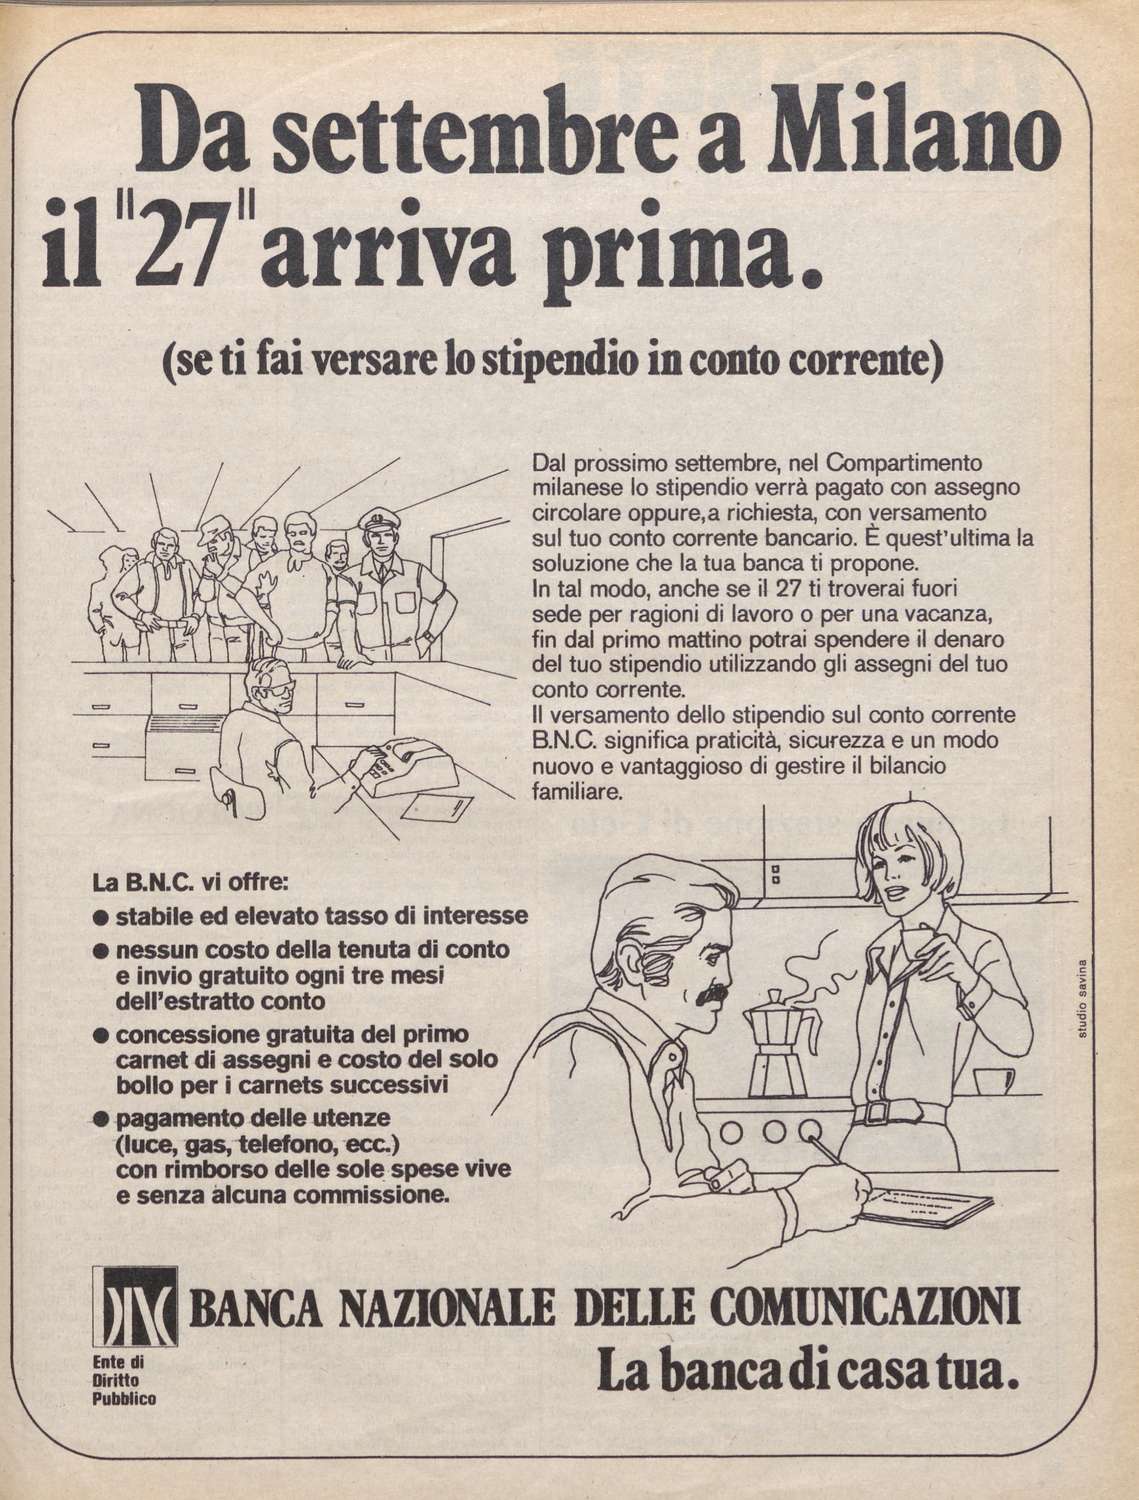 Da settembre a Milano
il "27" arriva prima.
(se ti fai versare lo stipendio in conto corrente)
Dal prossimo settembre, nel Compartimento
milanese lo stipendio verrà pagato con assegno
circolare oppure, a richiesta, con versamento
sul tuo conto corrente bancario. È quest'ultima la
soluzione che la tua banca ti propone.
In tal modo, anche se il 27 ti troverai fuori
sede per ragioni di lavoro o per una vacanza,
fin dal primo mattino potrai spendere il denaro
del tuo stipendio utilizzando gli assegni del tuo
conto corrente.
Il versamento dello stipendio sul conto corrente
B.N.C. significa praticità, sicurezza e un modo
nuovo e vantaggioso di gestire il bilancio
familiare.
La B.N.C. vi offre:
● stabile ed elevato tasso di interesse
● nessun costo della tenuta di conto
e invio gratuito ogni tre mesi
dell'estratto conto
● concessione gratuita del primo
carnet di assegni e costo del solo
bollo per i carnets successivi
● pagamento delle utenze
(luce, gas, telefono, ecc.)
con rimborso delle sole spese vive
e senza alcuna commissione.
studio savina
BNC
BANCA NAZIONALE DELLE COMUNICAZIONI
Ente di
Diritto
Pubblico
La banca di casa tua.